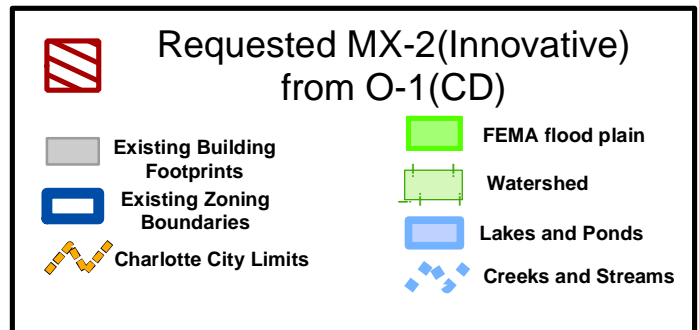 Requested MX-2(Innovative)
from O-1(CD)
Existing Building
Footprints
Existing Zoning
Boundaries
Charlotte City Limits
FEMA flood plain
Watershed
Lakes and Ponds
Creeks and Streams